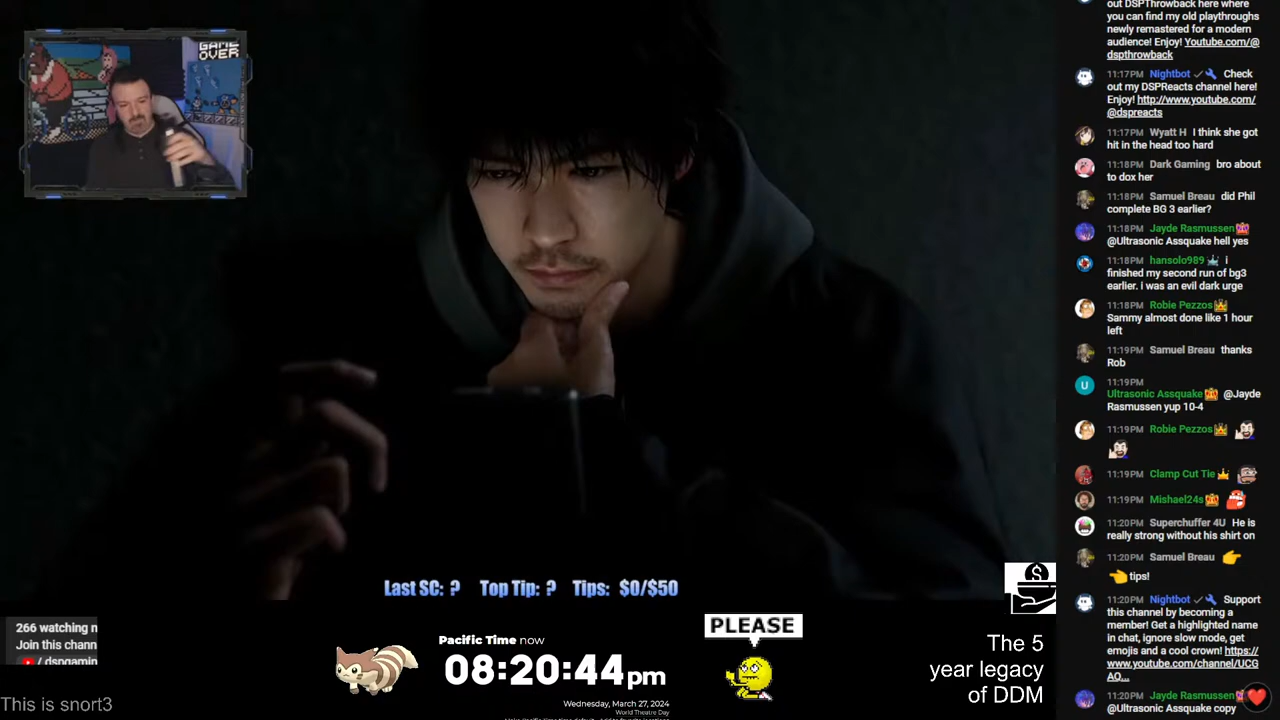 GAME
OVER
Last SC: ? Top Tip: ? Tips: $0/$50
266 watching n
Join this chann
/ dspgamin
This is snort3
Pacific Time now
08:20:44pm
Wednesday, March 27, 2024
World Theatre Day
PLEASE
The 5
year legacy
of DDM
out DSPThrowback here where
you can find my old playthroughs
newly remastered for a modern
audience! Enjoy! Youtube.com/@
dspthrowback
11:17PM Nightbot Check
out my DSPReacts channel here!
Enjoy! http://www.youtube.com/
@dspreacts
11:17PM Wyatt H I think she got
hit in the head too hard
11:18PM Dark Gaming bro about
to dox her
11:18PM Samuel Breau did Phil
complete BG 3 earlier?
11:18PM Jayde Rasmussen
@Ultrasonic Assquake hell yes
11:18PM hansolo989 i
finished my second run of bg3
earlier. i was an evil dark urge
11:18PM Robie Pezzos
Sammy almost done like 1 hour
left
11:19PM Samuel Breau thanks
Rob
11:19PM
U
Ultrasonic Assquake @Jayde
Rasmussen yup 10-4
11:19PM Robie Pezzos
11:19PM Clamp Cut Tie
11:19PM Mishael24s
11:20PM Superchuffer 4U He is
really strong without his shirt on
11:20PM Samuel Breau
tips!
11:20PM Nightbot Support
this channel by becoming a
member! Get a highlighted name
in chat, ignore slow mode, get
emojis and a cool crown! https://
www.youtube.com/channel/UCG
AO...
11:20PM Jayde Rasmussen
@Ultrasonic Assquake copy